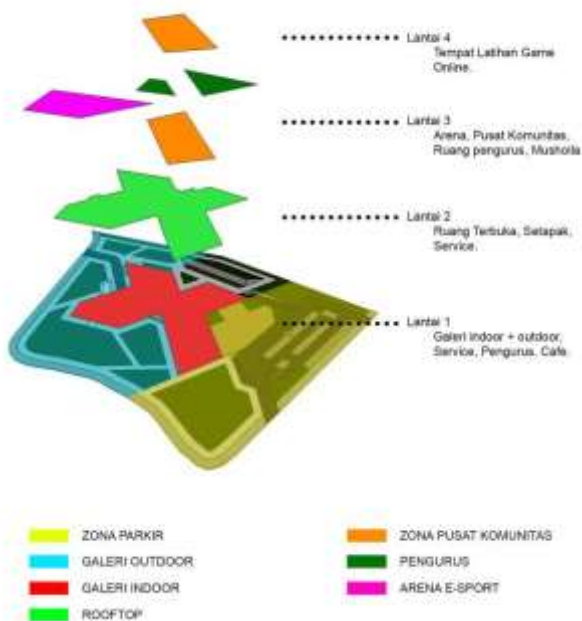 Lantai 4
Tempat Latihan Game
Online.
Lantai 3
Arena, Pusat Komunitas,
Ruang pengurus, Musholla
Lantai 2
Ruang Terbuka, Setapak,
Service.
Lantai 1
Galeri indoor + outdoor,
Service, Pengurus, Cafe.
ZONA PARKIR
GALERI OUTDOOR
GALERI INDOOR
ROOFTOP
ZONA PUSAT KOMUNITAS
PENGURUS
ARENA E-SPORT